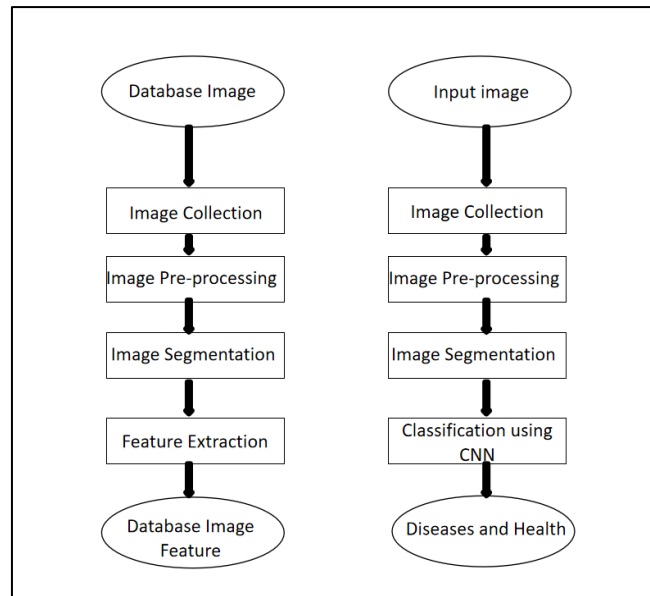 Database Image
Image Collection
Image Pre-processing
Image Segmentation
Feature Extraction
Database Image
Feature
Input image
Image Collection
Image Pre-processing
Image Segmentation
Classification using
CNN
Diseases and Health